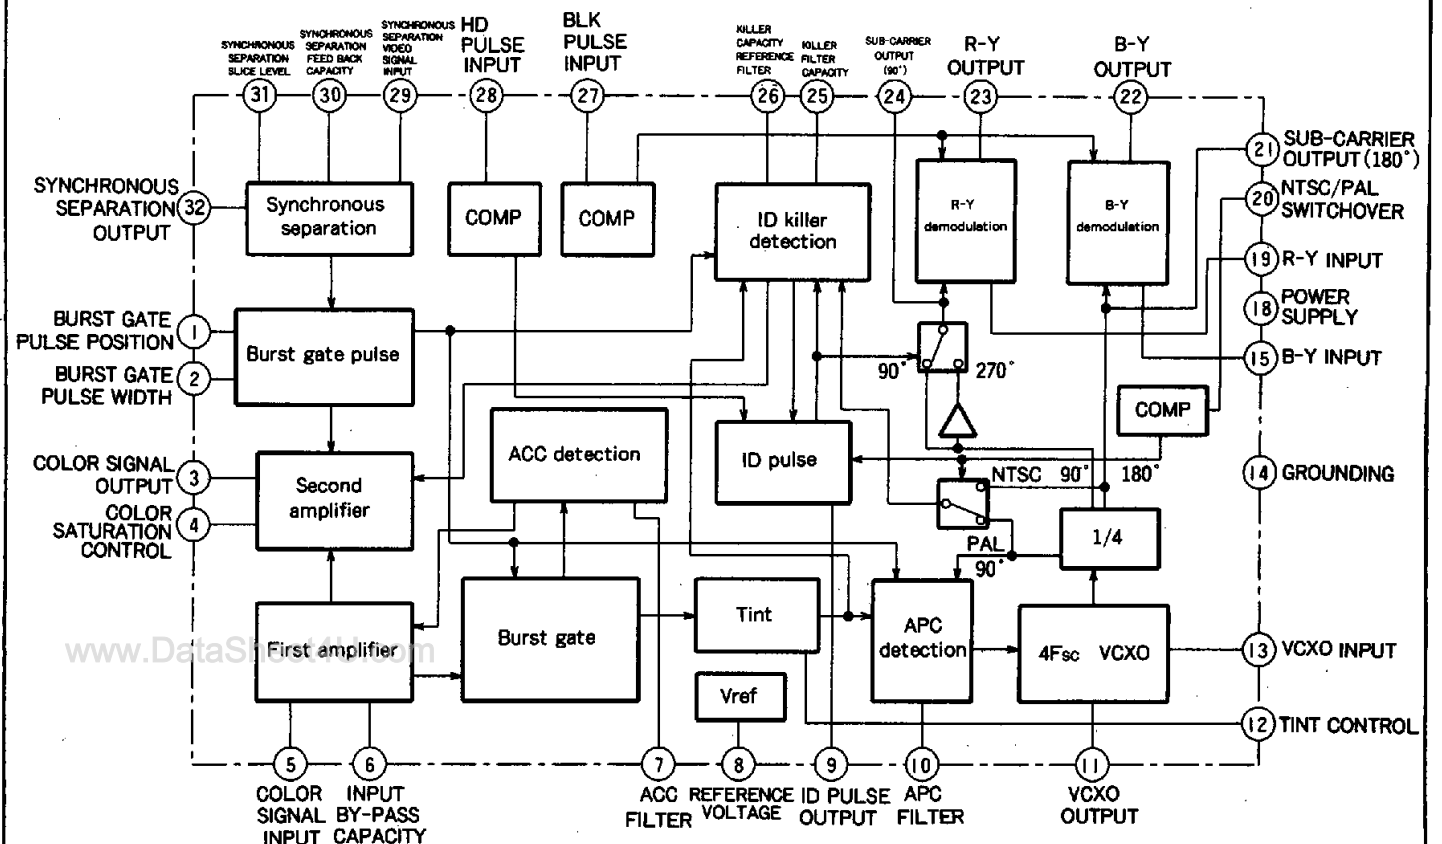 SYNCHRONOUS
SEPARATION
SLICE LEVEL
31
SYNCHRONOUS
SEPARATION
FEED BACK
CAPACITY
30
SYNCHRONOUS
SEPARATION
VIDEO
SIGNAL
INPUT
29
HD
PULSE
INPUT
28
BLK
PULSE
INPUT
27
KILLER
CAPACITY
REFERENCE
FILTER
26
KILLER
FILTER
CAPACITY
25
SUB-CARRIER
OUTPUT
(90°)
24
R-Y
OUTPUT
23
B-Y
OUTPUT
22
21
SUB-CARRIER
OUTPUT (180°)
20
NTSC/PAL
SWITCHOVER
19
R-Y INPUT
18
POWER
SUPPLY
15
B-Y INPUT
14
GROUNDING
13
VCXO INPUT
12
TINT CONTROL
SYNCHRONOUS
SEPARATION
OUTPUT
32
BURST GATE
PULSE POSITION
1
BURST GATE
PULSE WIDTH
2
COLOR SIGNAL
OUTPUT
3
COLOR
SATURATION
CONTROL
4
Synchronous
separation
COMP
COMP
ID killer
detection
R-Y
demodulation
B-Y
demodulation
Burst gate pulse
90°
270°
COMP
ACC detection
ID pulse
Second
amplifier
NTSC 90° 180°
PAL
90°
1/4
First amplifier
Burst gate
Tint
APC
detection
4Fsc VCXO
Vref
www.DataSheet4U.com
5
COLOR
SIGNAL
INPUT
6
INPUT
BY-PASS
CAPACITY
7
ACC
FILTER
8
REFERENCE
VOLTAGE
9
ID PULSE
OUTPUT
10
APC
FILTER
11
VCXO
OUTPUT